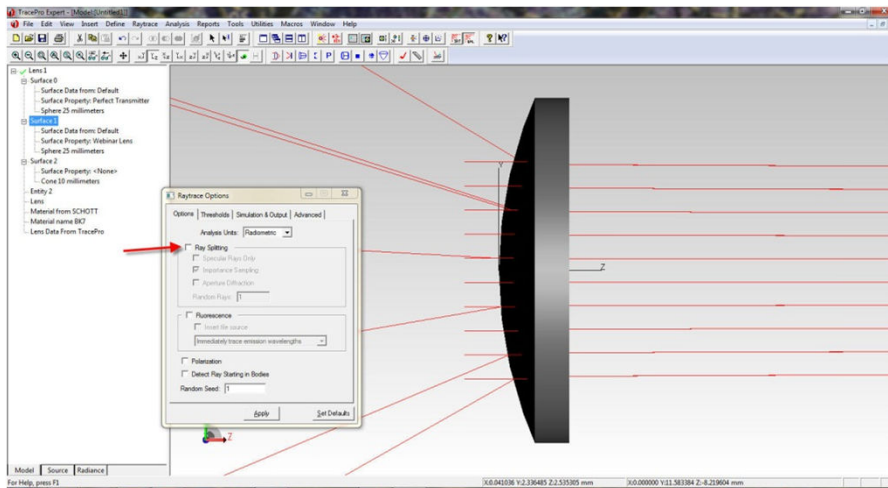 TracePro Expert - [Model:[Untitled1]]
File Edit View Insert Define Raytrace Analysis Reports Tools Utilities Macros Window Help
Lens 1
Surface 0
Surface Data from: Default
Surface Property: Perfect Transmitter
Sphere 25 millimeters
Surface 1
Surface Data from: Default
Surface Property: Webinar Lens
Sphere 25 millimeters
Surface 2
Surface Property: <None>
Cone 10 millimeters
Entity 2
Lens
Material from SCHOTT
Material name BK7
Lens Data From TracePro
Y
Z
Raytrace Options
Options Thresholds Simulation & Output Advanced
Analysis Units: Radiometric
Ray Splitting
Specular Rays Only
Importance Sampling
Aperture Diffraction
Random Rays: 1
Fluorescence
Insert file source
Immediately trace emission wavelengths
Polarization
Detect Ray Starting in Bodies
Random Seed: 1
Apply Set Defaults
Z
Model Source Radiance
For Help, press F1
X:0.041036 Y:2.336485 Z:2.535305 mm X:0.000000 Y:11.583384 Z:-8.219604 mm